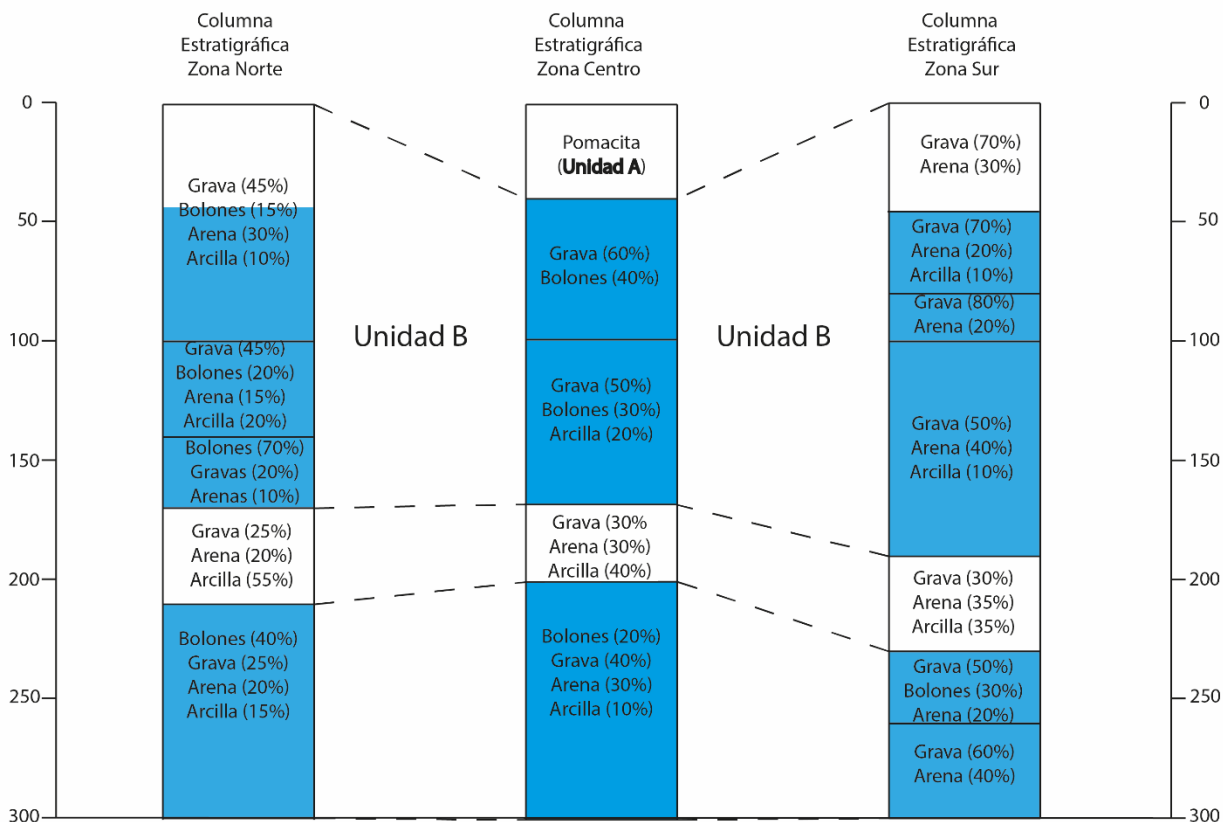 Columna
Estratigráfica
Zona Norte
Columna
Estratigráfica
Zona Centro
Columna
Estratigráfica
Zona Sur
0
50
100
150
200
250
300
Grava (45%)
Bolones (15%)
Arena (30%)
Arcilla (10%)
Grava (45%)
Bolones (20%)
Arena (15%)
Arcilla (20%)
Bolones (70%)
Gravas (20%)
Arenas (10%)
Grava (25%)
Arena (20%)
Arcilla (55%)
Bolones (40%)
Grava (25%)
Arena (20%)
Arcilla (15%)
Unidad B
Pomacita
(Unidad A)
Grava (60%)
Bolones (40%)
Grava (50%)
Bolones (30%)
Arcilla (20%)
Grava (30%
Arena (30%)
Arcilla (40%)
Bolones (20%)
Grava (40%)
Arena (30%)
Arcilla (10%)
Unidad B
Grava (70%)
Arena (30%)
Grava (70%)
Arena (20%)
Arcilla (10%)
Grava (80%)
Arena (20%)
Grava (50%)
Arena (40%)
Arcilla (10%)
Grava (30%)
Arena (35%)
Arcilla (35%)
Grava (50%)
Bolones (30%)
Arena (20%)
Grava (60%)
Arena (40%)
0
50
100
150
200
250
300